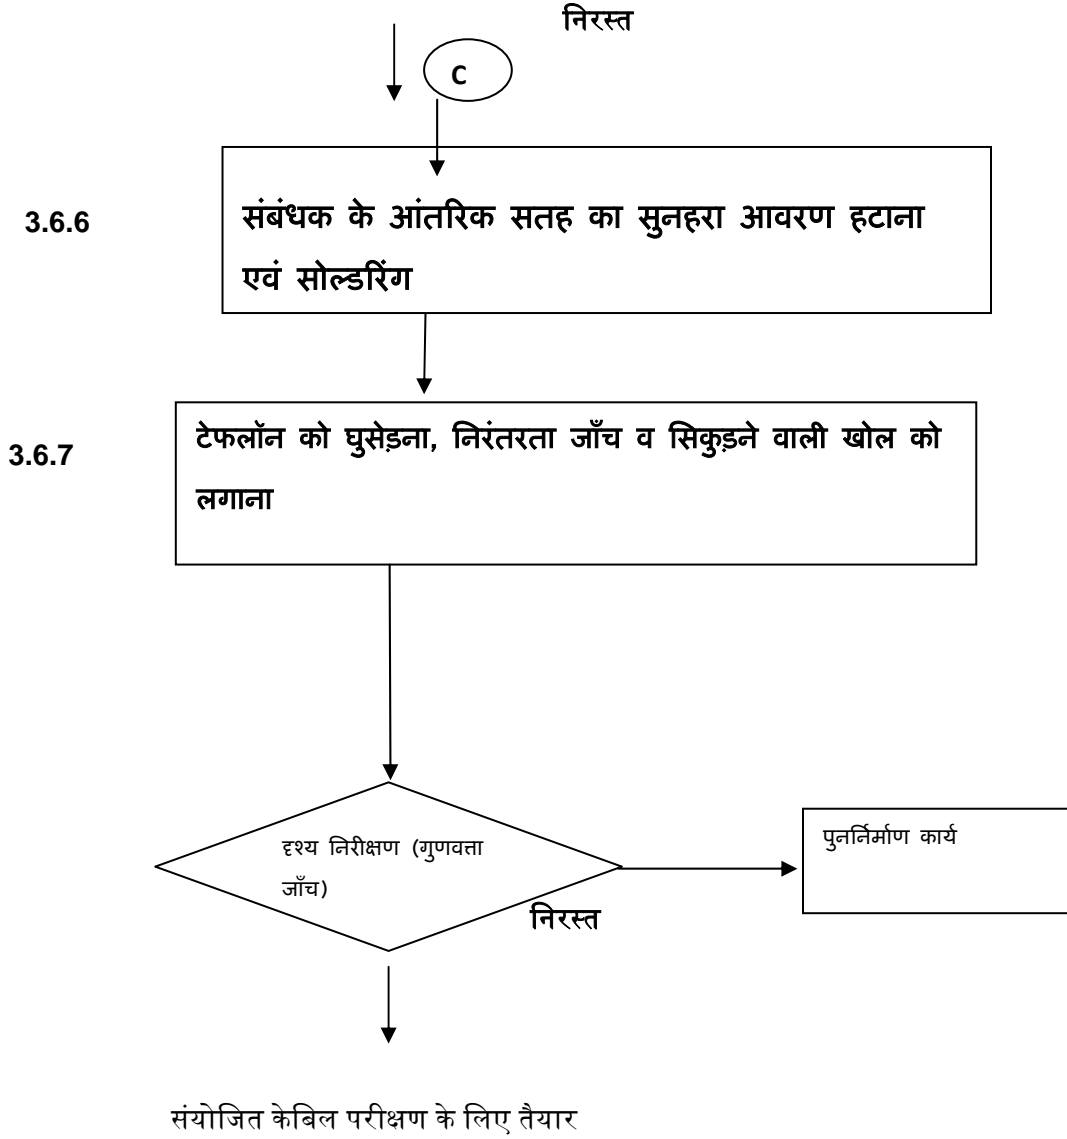 निरस्त
C
3.6.6
संबंधक के आंतरिक सतह का सुनहरा आवरण हटाना
एवं सोल्डरिंग
3.6.7
टेफलॉन को घुसेड़ना, निरंतरता जाँच व सिकुड़ने वाली खोल को
लगाना
दृश्य निरीक्षण (गुणवत्ता
जाँच)
पुनर्निर्माण कार्य
निरस्त
संयोजित केबिल परीक्षण के लिए तैयार